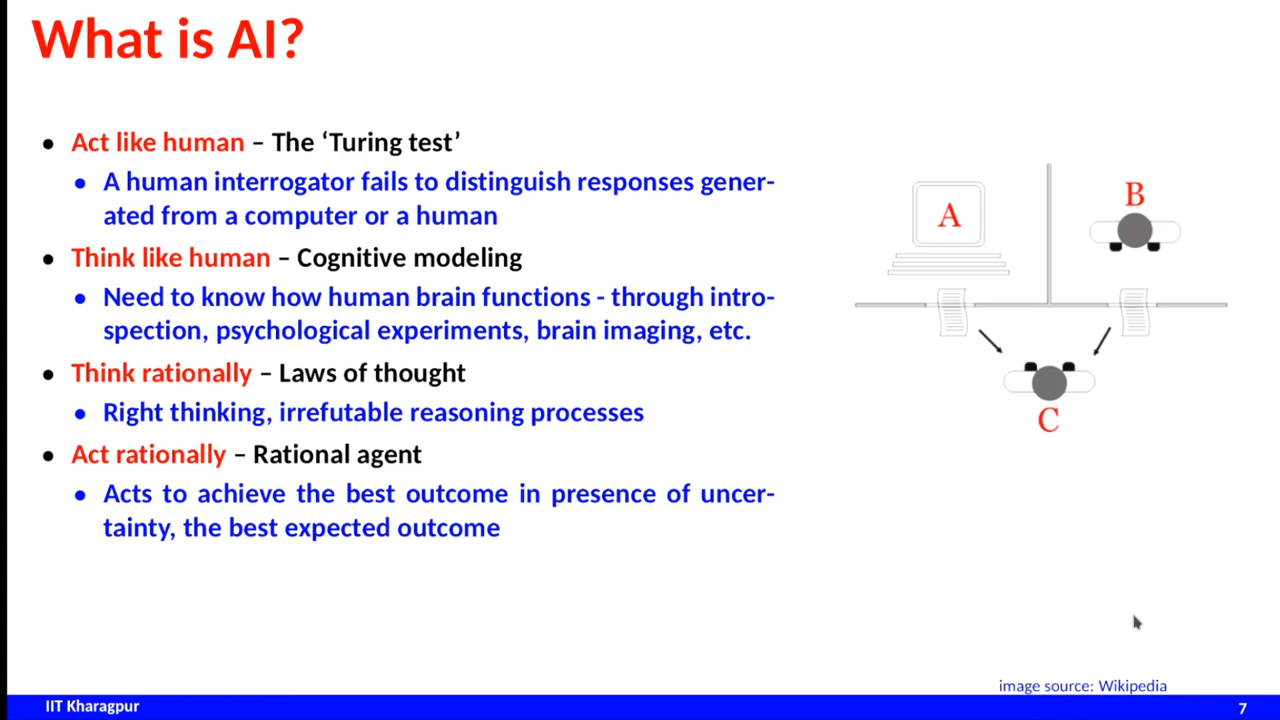 What is AI?
• Act like human – The ‘Turing test’
• A human interrogator fails to distinguish responses gener-
ated from a computer or a human
• Think like human – Cognitive modeling
• Need to know how human brain functions - through intro-
spection, psychological experiments, brain imaging, etc.
• Think rationally – Laws of thought
• Right thinking, irrefutable reasoning processes
• Act rationally – Rational agent
• Acts to achieve the best outcome in presence of uncer-
tainty, the best expected outcome
A
B
C
image source: Wikipedia
IIT Kharagpur
7